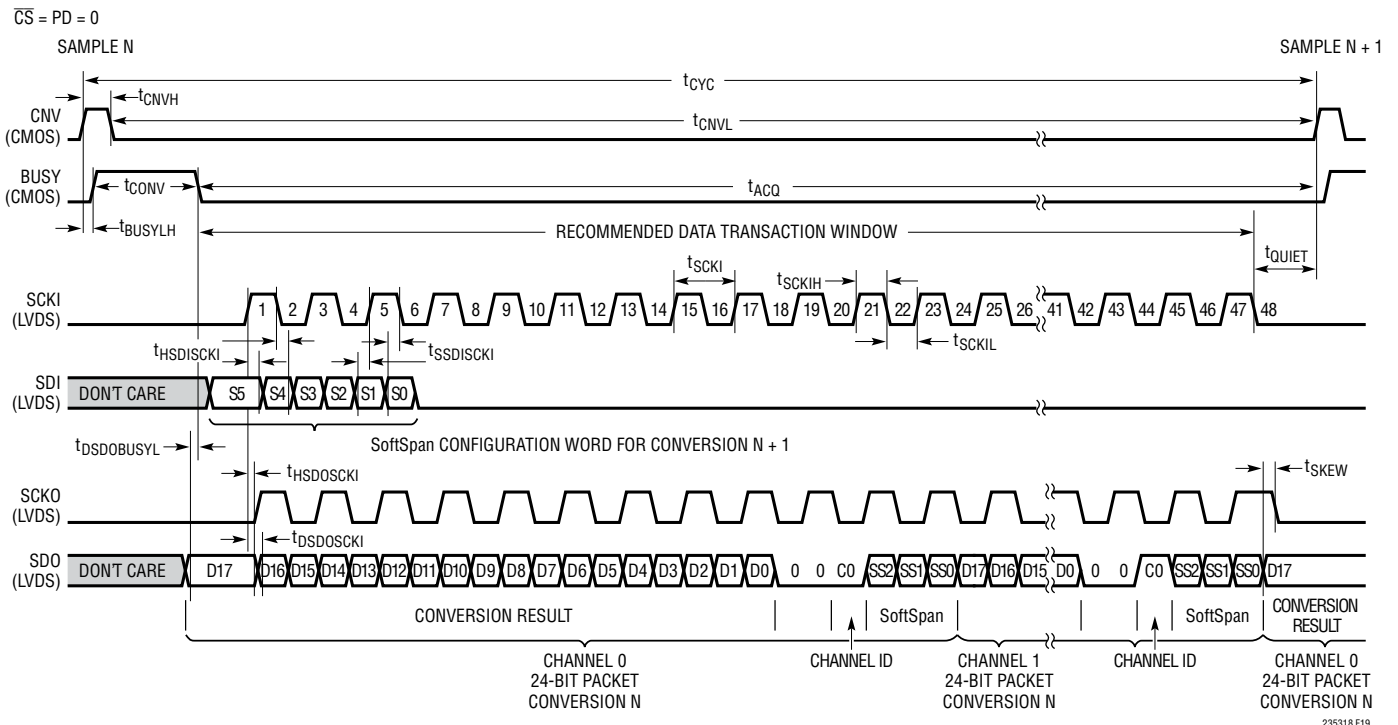 CS = PD = 0
SAMPLE N
SAMPLE N + 1
tCYC
tCNVH
CNV
(CMOS)
tCNVL
BUSY
(CMOS)
tCONV
tACQ
tBUSYLH
RECOMMENDED DATA TRANSACTION WINDOW
tQUIET
tSCKI
tSCKIH
SCKI
(LVDS)
1 2 3 4 5 6 7 8 9 10 11 12 13 14 15 16 17 18 19 20 21 22 23 24 25 26 41 42 43 44 45 46 47 48
tHSDISCKI
tSSDISCKI
tSCKIL
SDI
(LVDS)
DON'T CARE S5 S4 S3 S2 S1 S0
SoftSpan CONFIGURATION WORD FOR CONVERSION N + 1
tDSDOBUSYL
tHSDOSCKI
tSKEW
SCKO
(LVDS)
tDSDOSCKI
SDO
(LVDS)
DON'T CARE D17 D16 D15 D14 D13 D12 D11 D10 D9 D8 D7 D6 D5 D4 D3 D2 D1 D0 0 0 C0 SS2 SS1 SS0 D17 D16 D15 D0 0 0 C0 SS2 SS1 SS0 D17
CONVERSION RESULT
SoftSpan
SoftSpan
CONVERSION
RESULT
CHANNEL 0
24-BIT PACKET
CONVERSION N
CHANNEL ID
CHANNEL 1
24-BIT PACKET
CONVERSION N
CHANNEL ID
CHANNEL 0
24-BIT PACKET
CONVERSION N
235318 F19